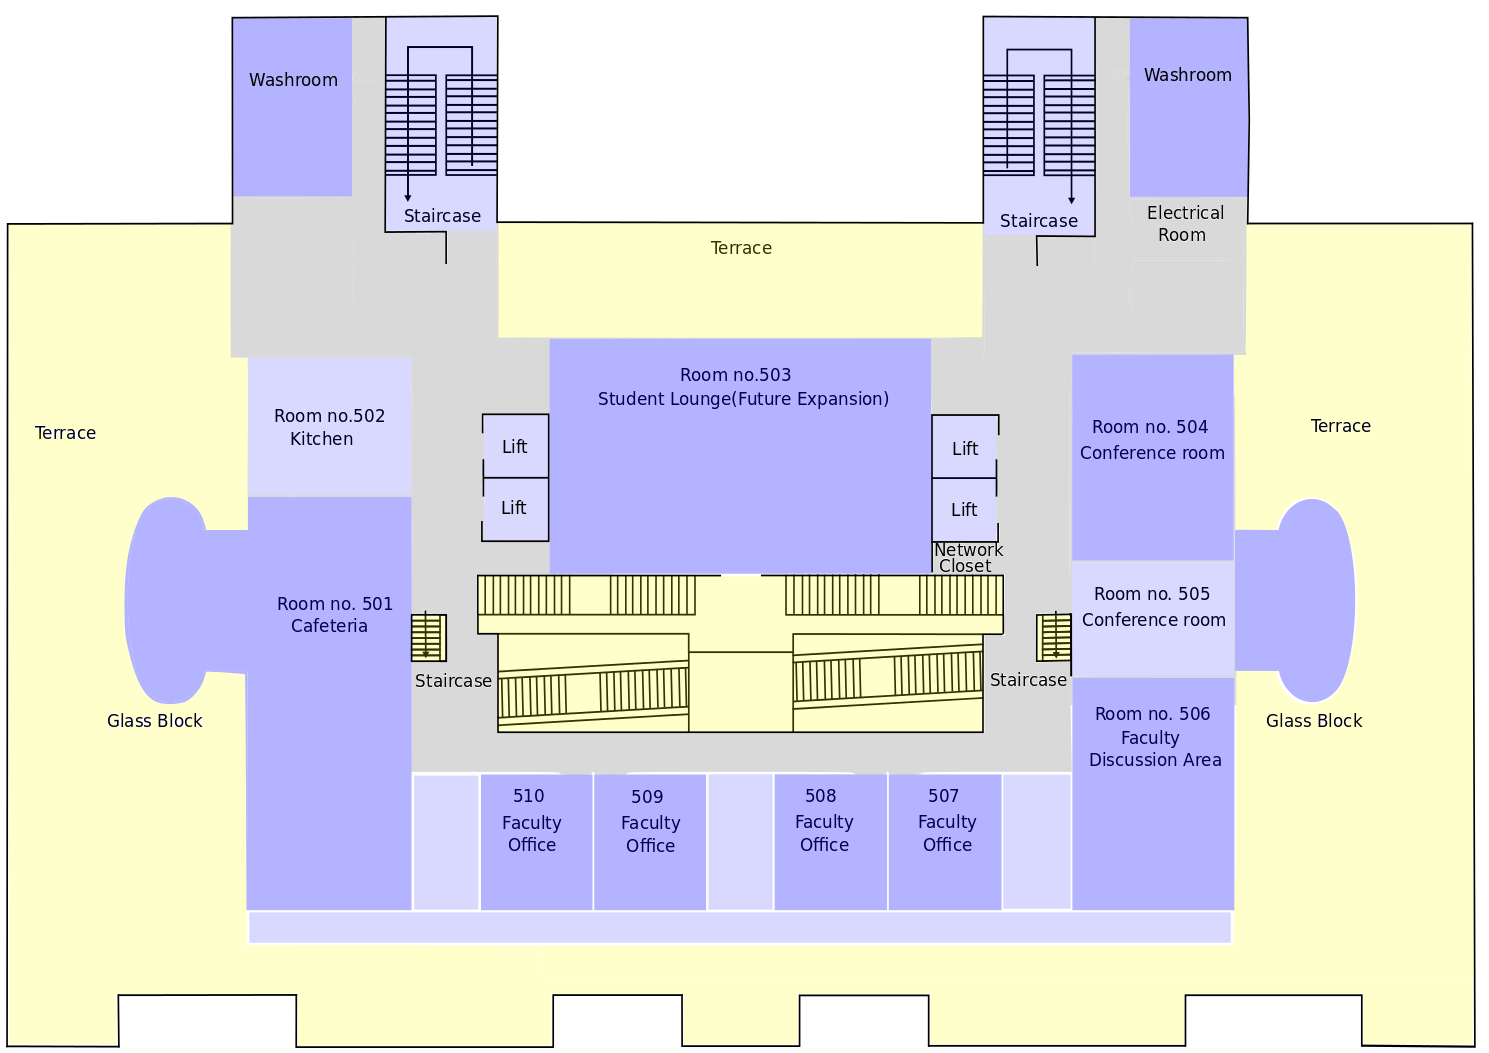 Washroom
Washroom
Staircase
Staircase
Electrical
Room
Terrace
Room no.503
Student Lounge(Future Expansion)
Room no.502
Kitchen
Terrace
Lift
Lift
Lift
Lift
Network
Closet
Room no. 504
Conference room
Terrace
Room no. 501
Cafeteria
Room no. 505
Conference room
Staircase
Staircase
Glass Block
Glass Block
Room no. 506
Faculty
Discussion Area
510
Faculty
Office
509
Faculty
Office
508
Faculty
Office
507
Faculty
Office